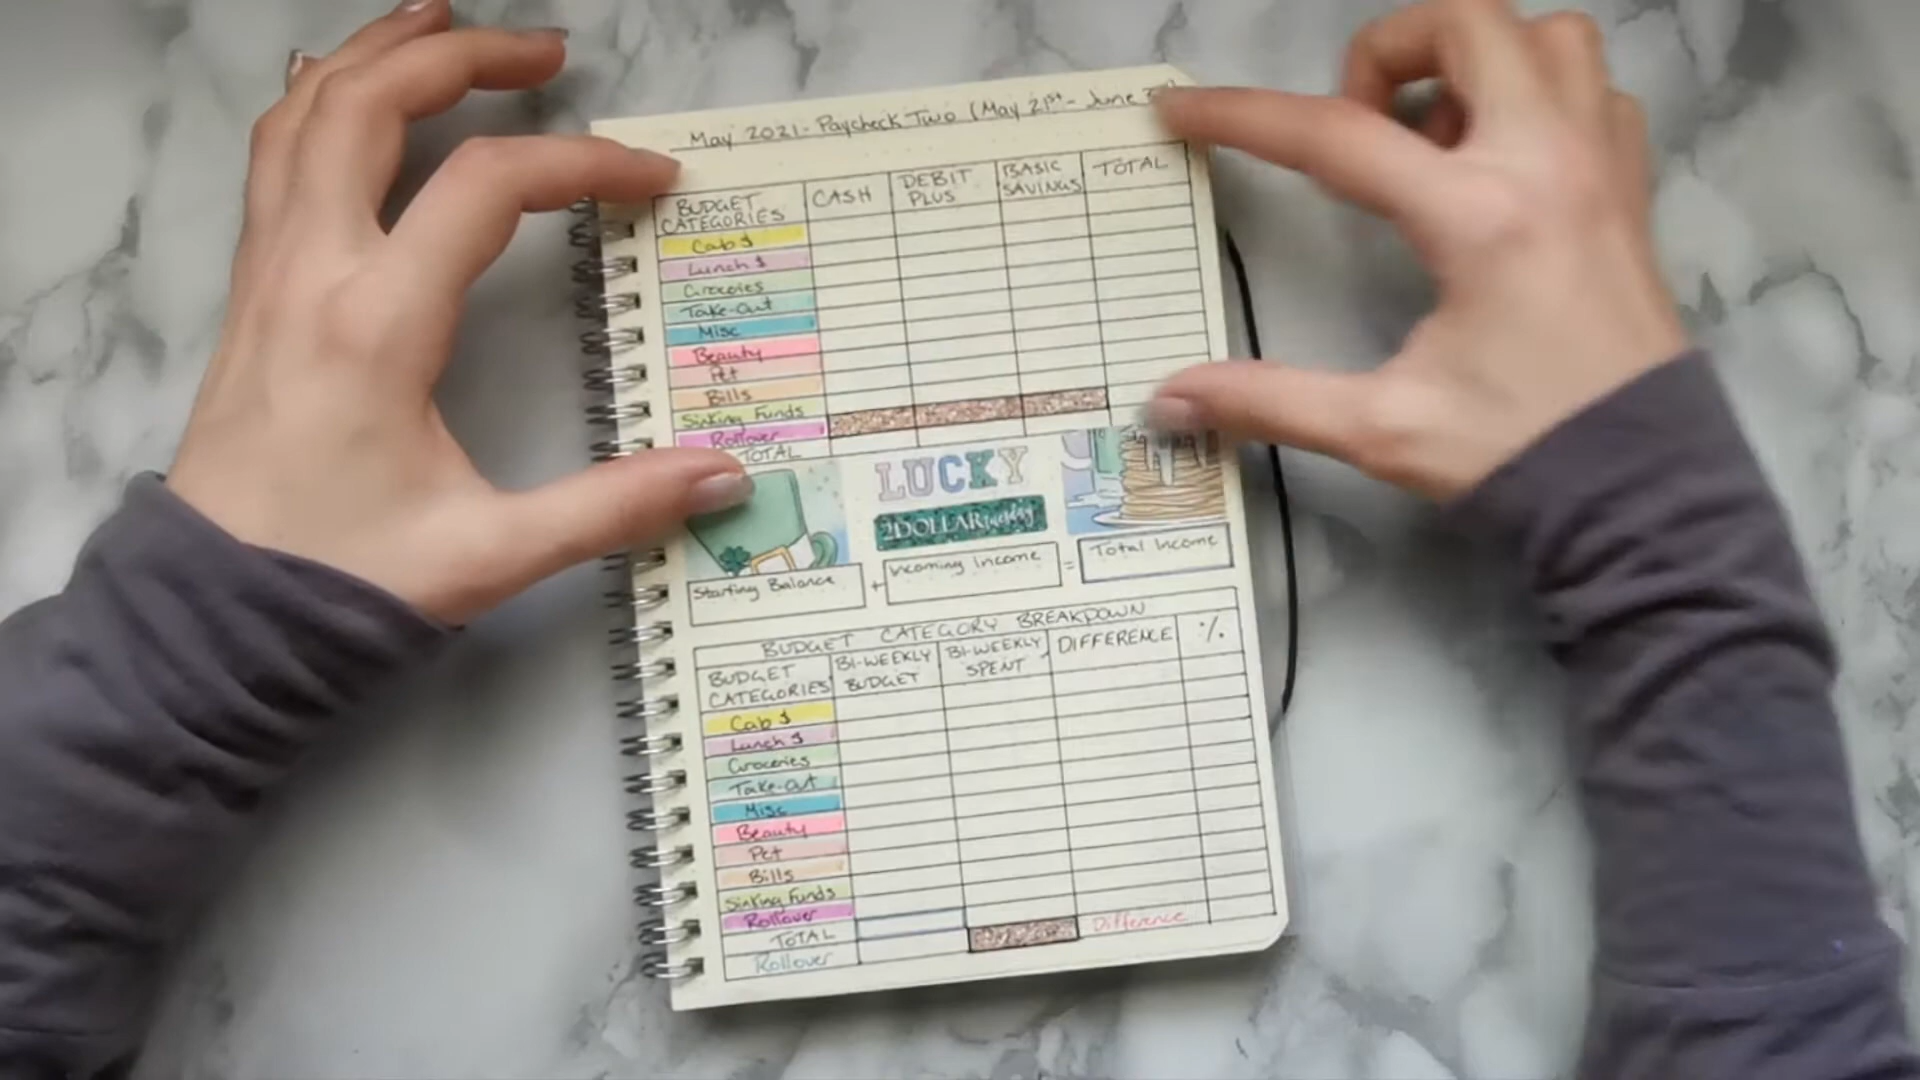 May 2021 - Paycheck Two (May 21st - June
BUDGET CATEGORIES CASH DEBIT PLUS BASIC SAVINGS TOTAL
Cab $
Lunch $
Groceries
Take-Out
Misc
Beauty
Pet
Bills
Sinking Funds
Rollover
TOTAL
LUCKY
2DOLLARTuesday
Starting Balance + Incoming Income = Total Income
BUDGET CATEGORY BREAKDOWN
BUDGET CATEGORIES BI-WEEKLY BUDGET BI-WEEKLY SPENT DIFFERENCE %
Cab $
Lunch $
Groceries
Take-Out
Misc
Beauty
Pet
Bills
Sinking Funds
Rollover
TOTAL Difference
Rollover